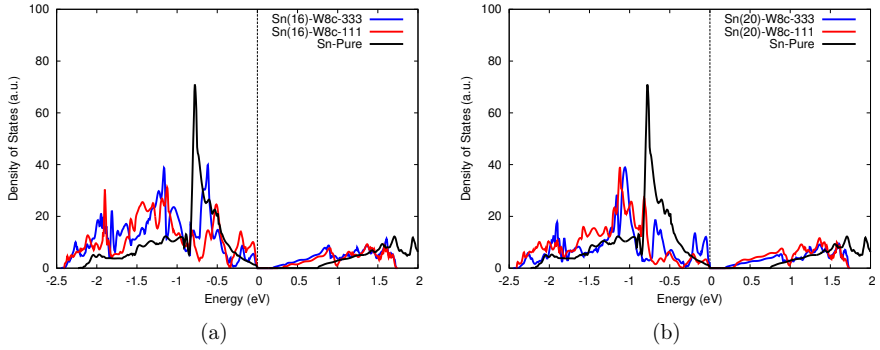 Sn(16)-W8c-333
Sn(16)-W8c-111
Sn-Pure
Density of States (a.u.)
100
80
60
40
20
0
-2.5 -2 -1.5 -1 -0.5 0 0.5 1 1.5 2
Energy (eV)
(a)
Sn(20)-W8c-333
Sn(20)-W8c-111
Sn-Pure
Density of States (a.u.)
100
80
60
40
20
0
-2.5 -2 -1.5 -1 -0.5 0 0.5 1 1.5 2
Energy (eV)
(b)